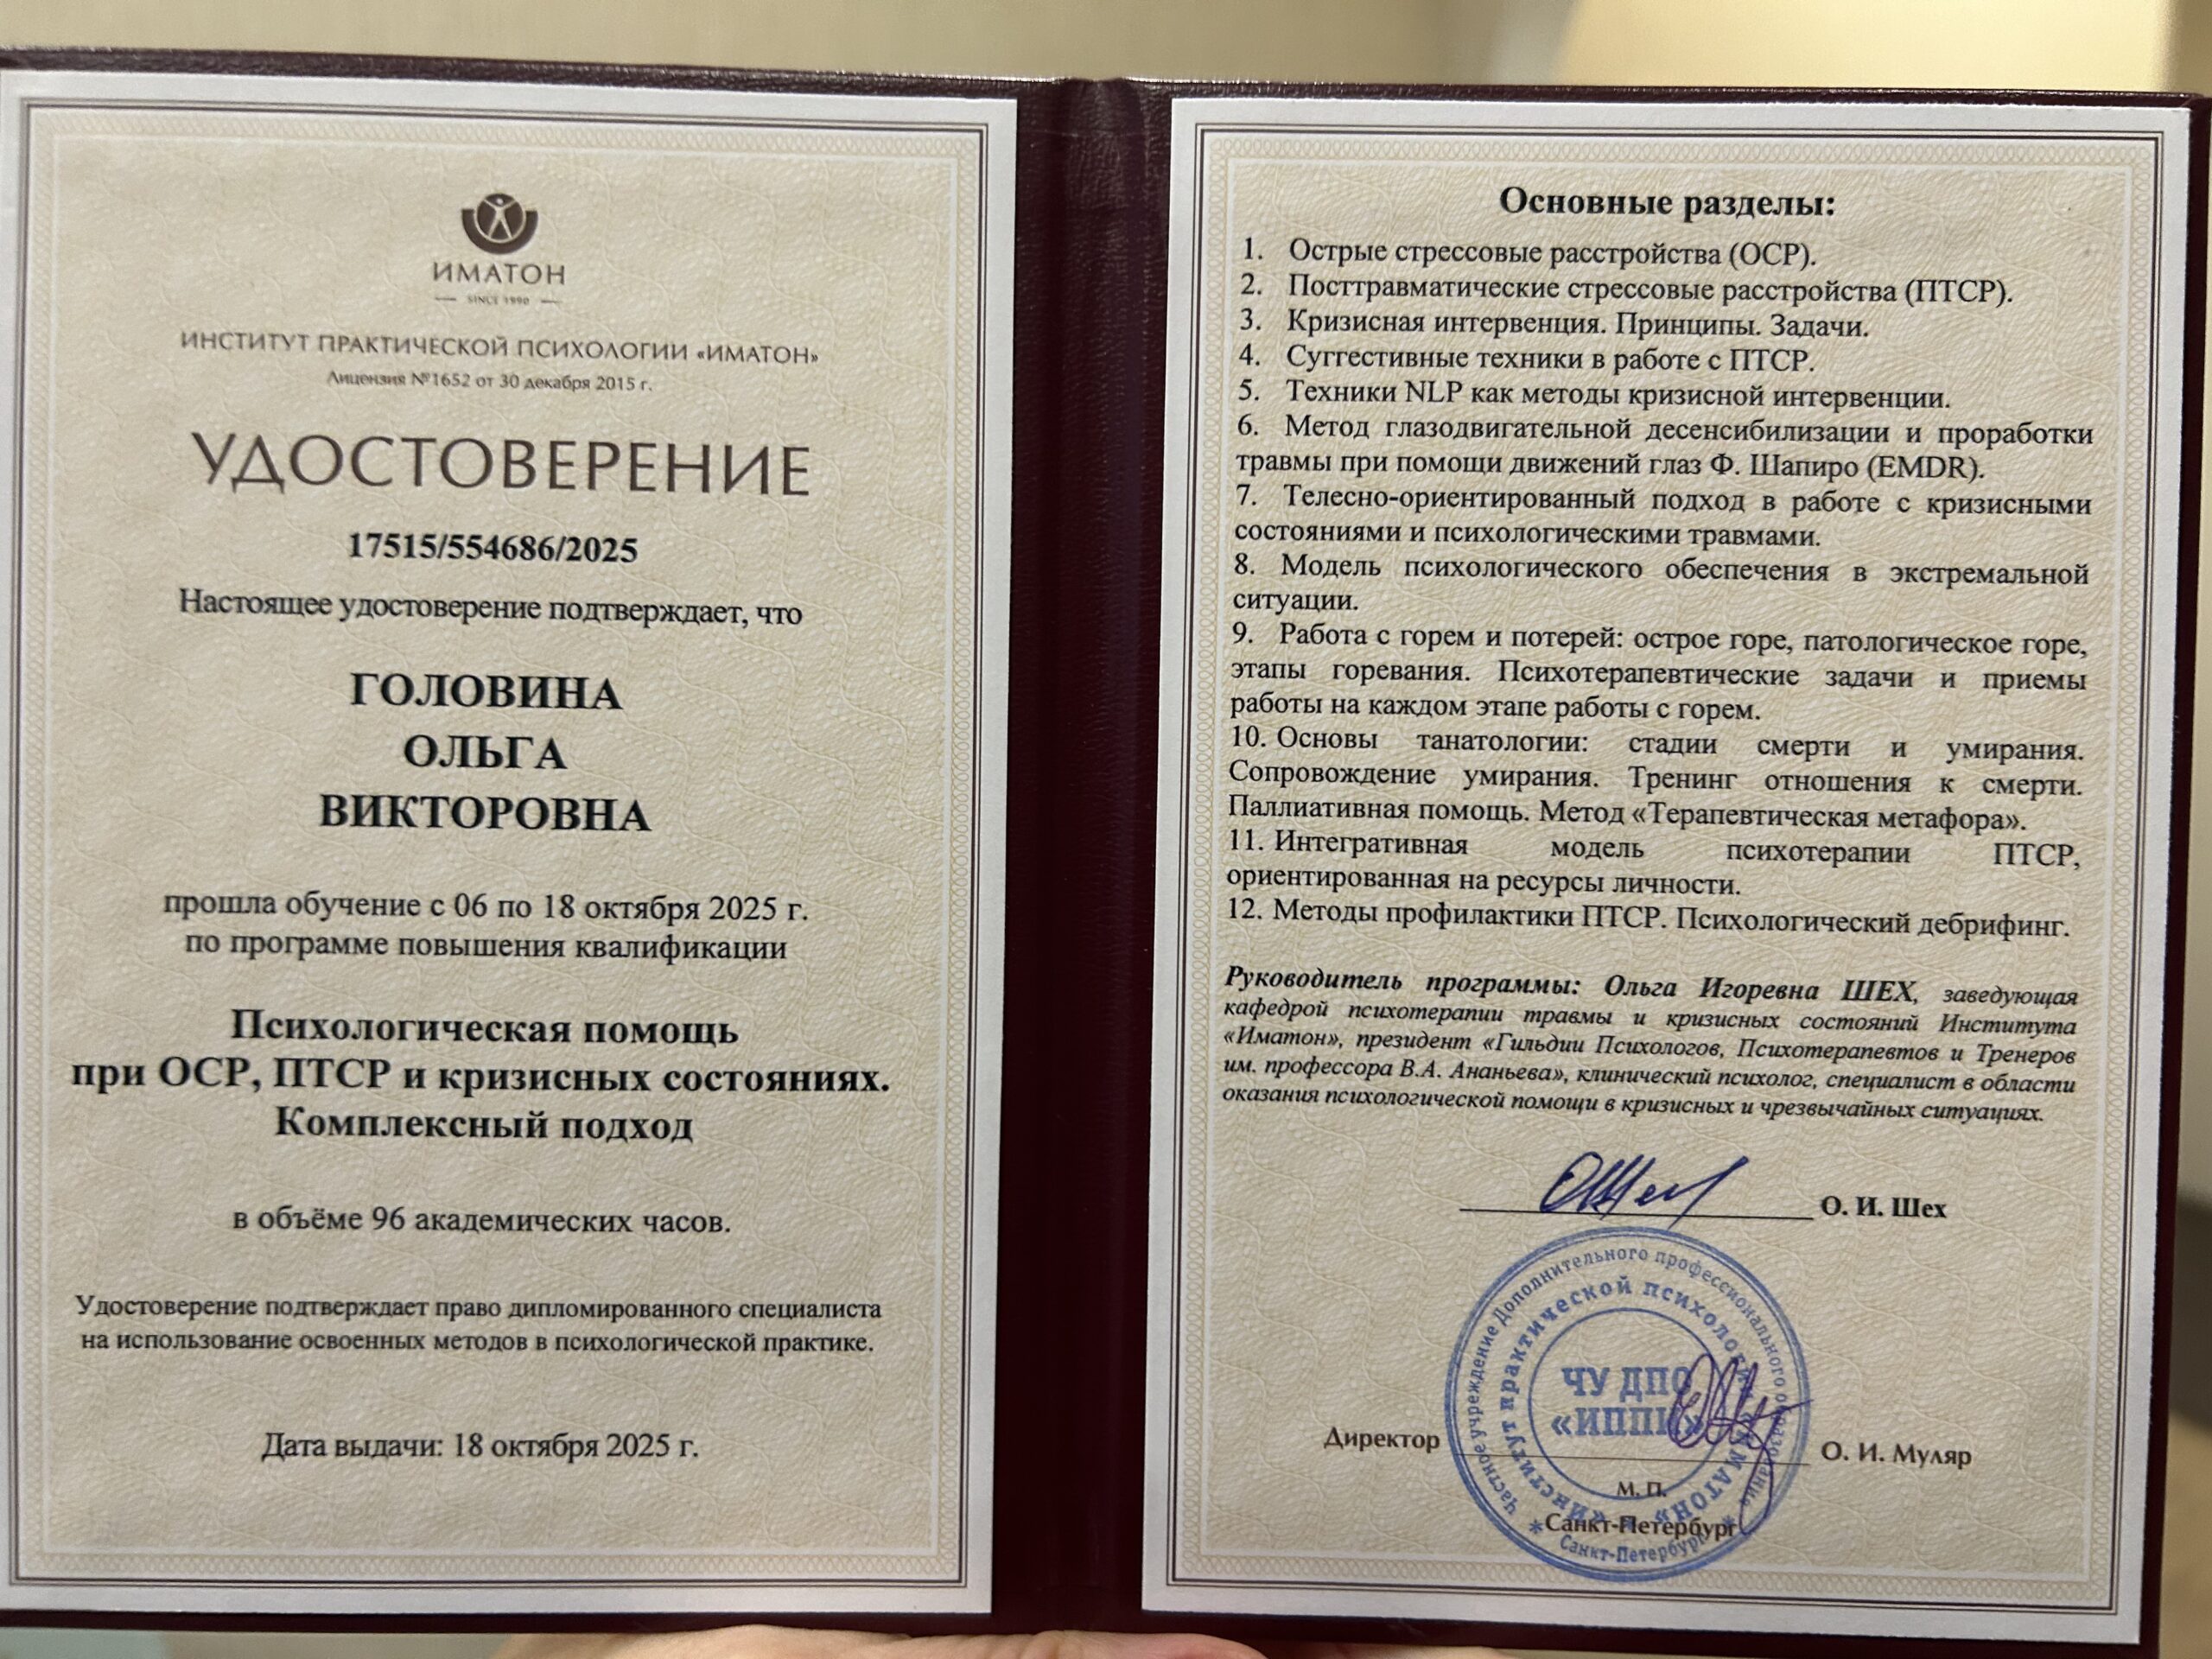 ИМАТОН
SINCE 1990
ИНСТИТУТ ПРАКТИЧЕСКОЙ ПСИХОЛОГИИ «ИМАТОН»
Лицензия №1652 от 30 декабря 2015 г.
УДОСТОВЕРЕНИЕ
17515/554686/2025
Настоящее удостоверение подтверждает, что
ГОЛОВИНА
ОЛЬГА
ВИКТОРОВНА
прошла обучение с 06 по 18 октября 2025 г.
по программе повышения квалификации
Психологическая помощь
при ОСР, ПТСР и кризисных состояниях.
Комплексный подход
в объёме 96 академических часов.
Удостоверение подтверждает право дипломированного специалиста
на использование освоенных методов в психологической практике.
Дата выдачи: 18 октября 2025 г.
Основные разделы:
1. Острые стрессовые расстройства (ОСР).
2. Посттравматические стрессовые расстройства (ПТСР).
3. Кризисная интервенция. Принципы. Задачи.
4. Суггестивные техники в работе с ПТСР.
5. Техники NLP как методы кризисной интервенции.
6. Метод глазодвигательной десенсибилизации и проработки
травмы при помощи движений глаз Ф. Шапиро (EMDR).
7. Телесно-ориентированный подход в работе с кризисными
состояниями и психологическими травмами.
8. Модель психологического обеспечения в экстремальной
ситуации.
9. Работа с горем и потерей: острое горе, патологическое горе,
этапы горевания. Психотерапевтические задачи и приемы
работы на каждом этапе работы с горем.
10. Основы танатологии: стадии смерти и умирания.
Сопровождение умирания. Тренинг отношения к смерти.
Паллиативная помощь. Метод «Терапевтическая метафора».
11. Интегративная модель психотерапии ПТСР,
ориентированная на ресурсы личности.
12. Методы профилактики ПТСР. Психологический дебрифинг.
Руководитель программы: Ольга Игоревна ШЕХ, заведующая
кафедрой психотерапии травмы и кризисных состояний Института
«Иматон», президент «Гильдии Психологов, Психотерапевтов и Тренеров
им. профессора В.А. Ананьева», клинический психолог, специалист в области
оказания психологической помощи в кризисных и чрезвычайных ситуациях.
О. И. Шех
Частное учреждение Дополнительного профессионального образования
«Институт практической психологии «ИМАТОН»
ЧУ ДПО
«ИППИ»
Санкт-Петербург
Директор
О. И. Муляр
М. П.
Санкт-Петербург